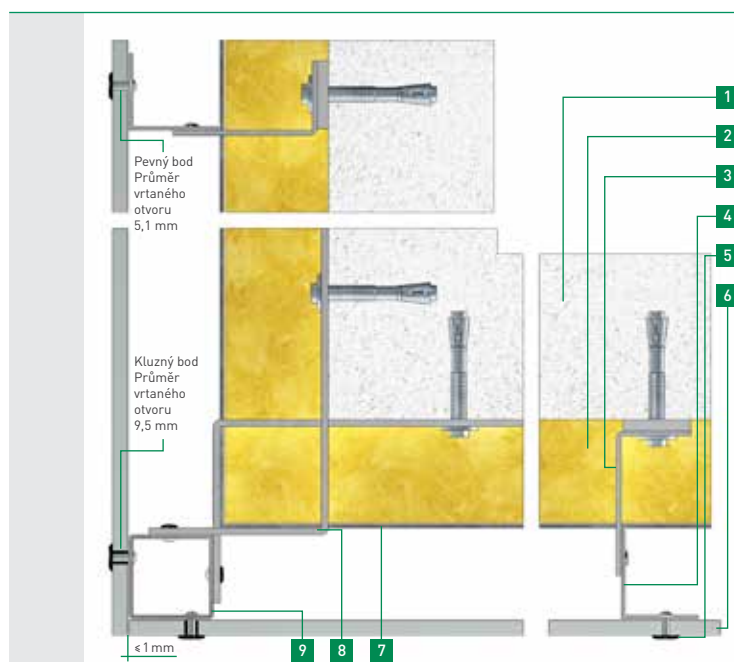 1
2
3
4
5
6
Pevný bod
Průměr
vrtaného
otvoru
5,1 mm
Kluzný bod
Průměr
vrtaného
otvoru
9,5 mm
≤ 1 mm
9
8
7